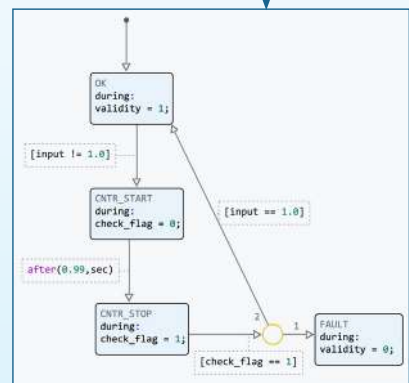 OK
during:
validity = 1;
[input != 1.0]
CNTR_START
during:
check_flag = 0;
[input == 1.0]
after(0.99,sec)
CNTR_STOP
during:
check_flag = 1;
2
1
FAULT
during:
validity = 0;
[check_flag == 1]